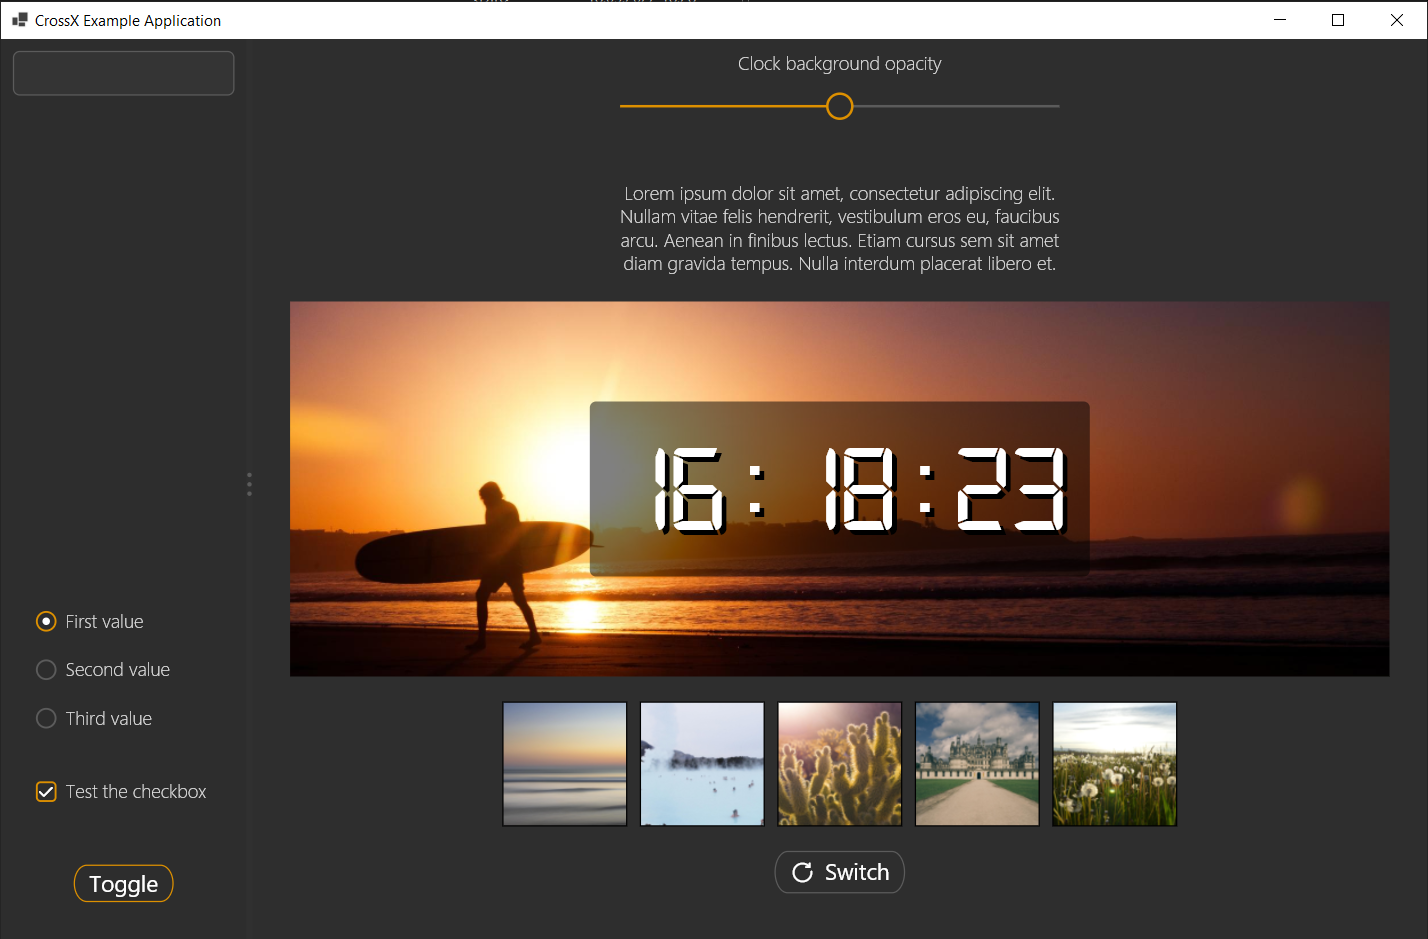 CrossX Example Application
Clock background opacity
Lorem ipsum dolor sit amet, consectetur adipiscing elit.
Nullam vitae felis hendrerit, vestibulum eros eu, faucibus
arcu. Aenean in finibus lectus. Etiam cursus sem sit amet
diam gravida tempus. Nulla interdum placerat libero et.
16: 18:23
First value
Second value
Third value
Test the checkbox
Toggle
Switch